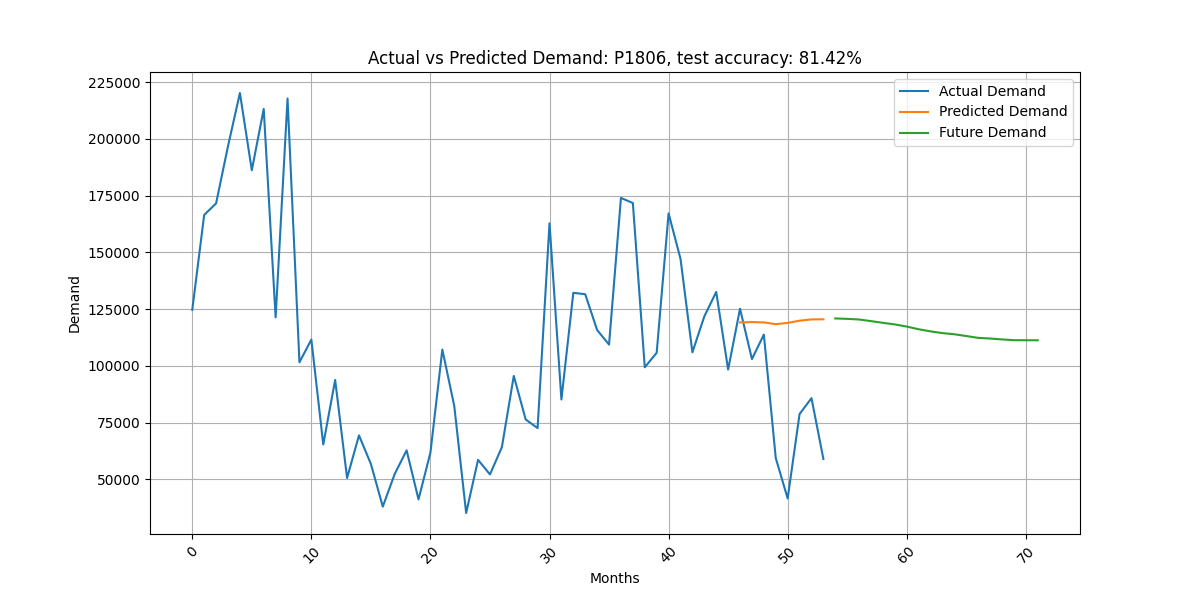 Actual vs Predicted Demand: P1806, test accuracy: 81.42%
Actual Demand
Predicted Demand
Future Demand
225000
200000
175000
150000
125000
100000
75000
50000
Demand
0 10 20 30 40 50 60 70
Months